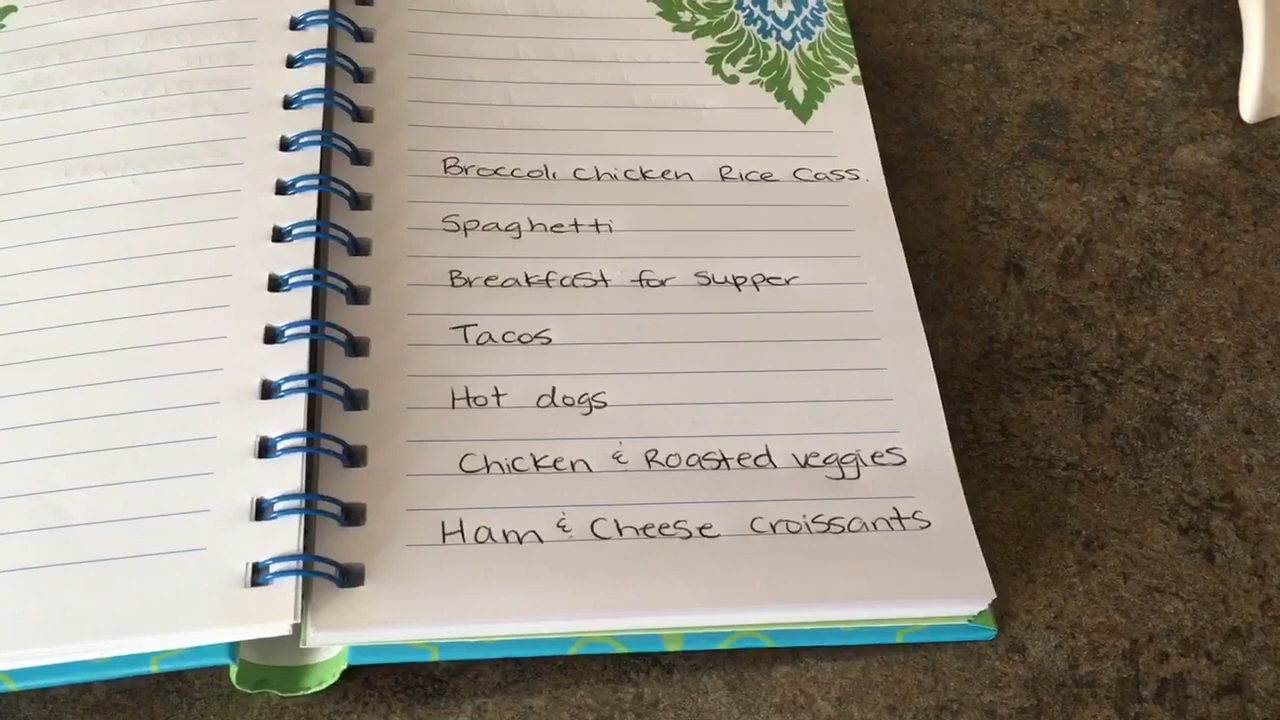 Broccoli Chicken Rice Cass.
Spaghetti
Breakfast for supper
Tacos
Hot dogs
Chicken & Roasted veggies
Ham & Cheese Croissants